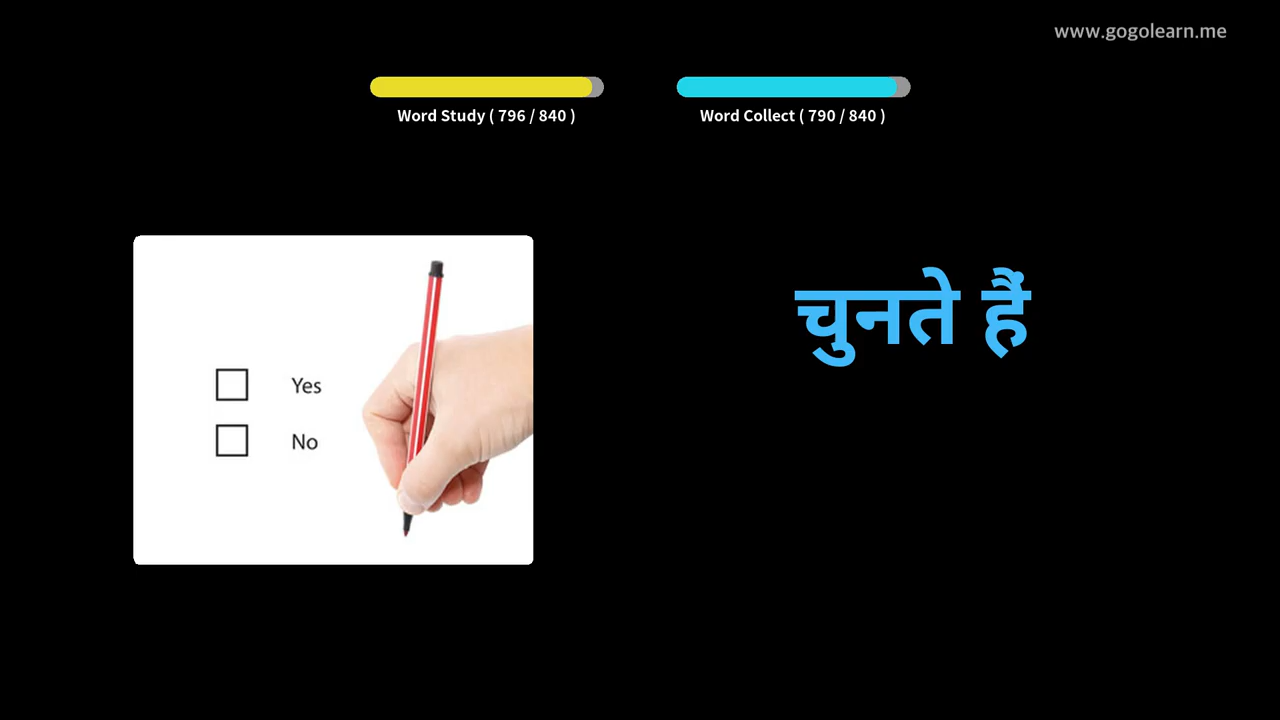 www.gogolearn.me
Word Study ( 796 / 840 )
Word Collect ( 790 / 840 )
चुनते हैं
Yes
No